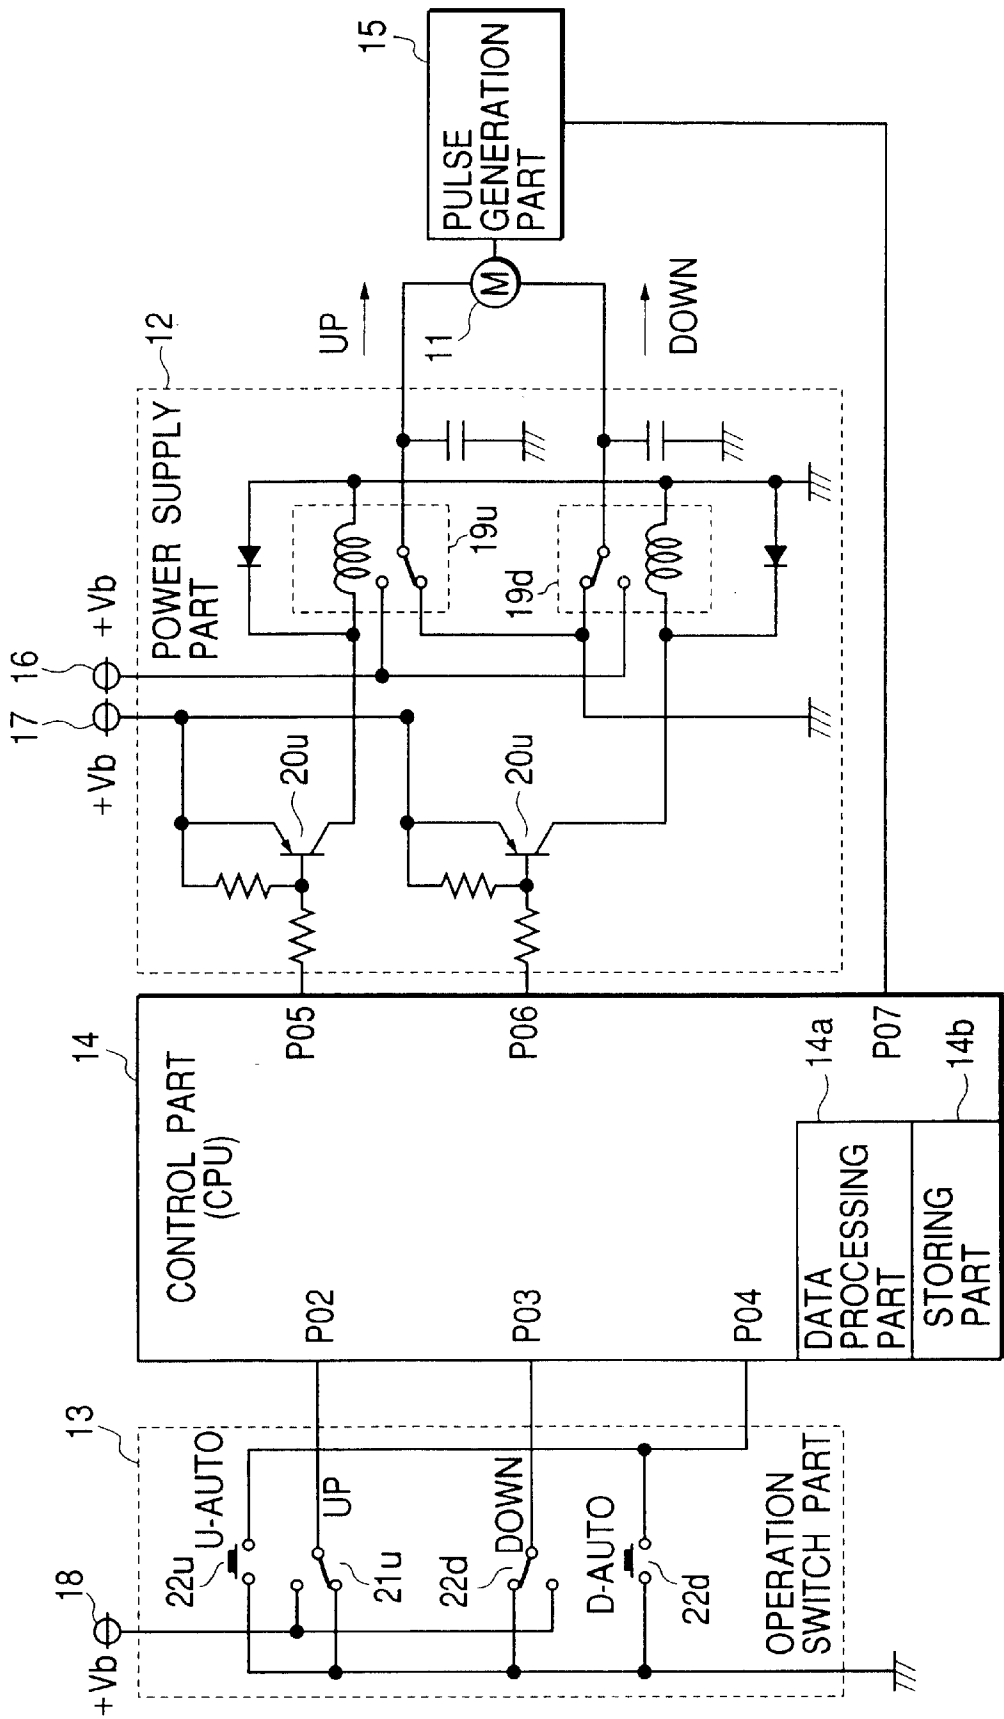 18
+Vb
13
22u
U-AUTO
UP
21u
22d
DOWN
D-AUTO
22d
OPERATION
SWITCH PART
14
CONTROL PART
(CPU)
P02
P03
P04
P05
P06
P07
DATA
PROCESSING
PART
14a
STORING
PART
14b
17
+Vb
16
+Vb
12
POWER SUPPLY
PART
20u
20u
19u
19d
UP
11
M
DOWN
15
PULSE
GENERATION
PART